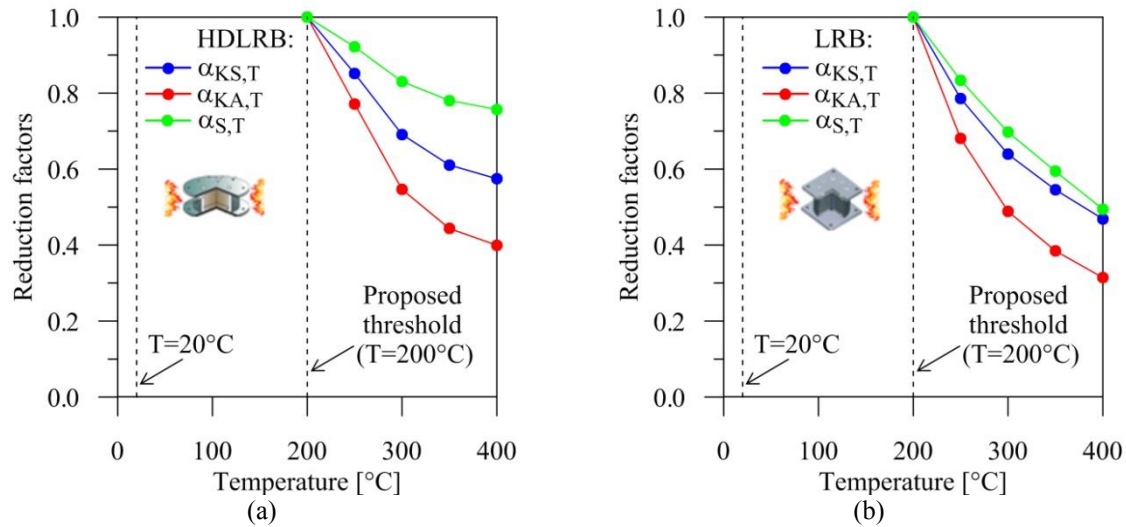 1.0
0.8
0.6
0.4
0.2
0.0
Reduction factors
HDLRB:
αKS,T
αKA,T
αS,T
T=20°C
Proposed
threshold
(T=200°C)
0 100 200 300 400
Temperature [°C]
(a)
1.0
0.8
0.6
0.4
0.2
0.0
Reduction factors
LRB:
αKS,T
αKA,T
αS,T
T=20°C
Proposed
threshold
(T=200°C)
0 100 200 300 400
Temperature [°C]
(b)